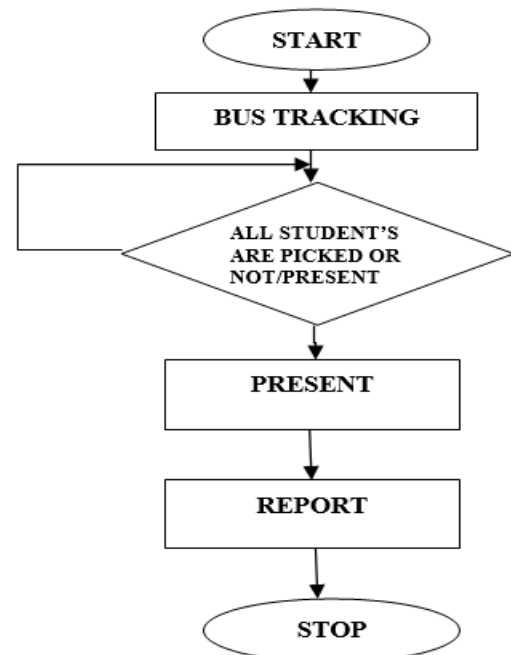 START
BUS TRACKING
ALL STUDENT’S
ARE PICKED OR
NOT/PRESENT
PRESENT
REPORT
STOP